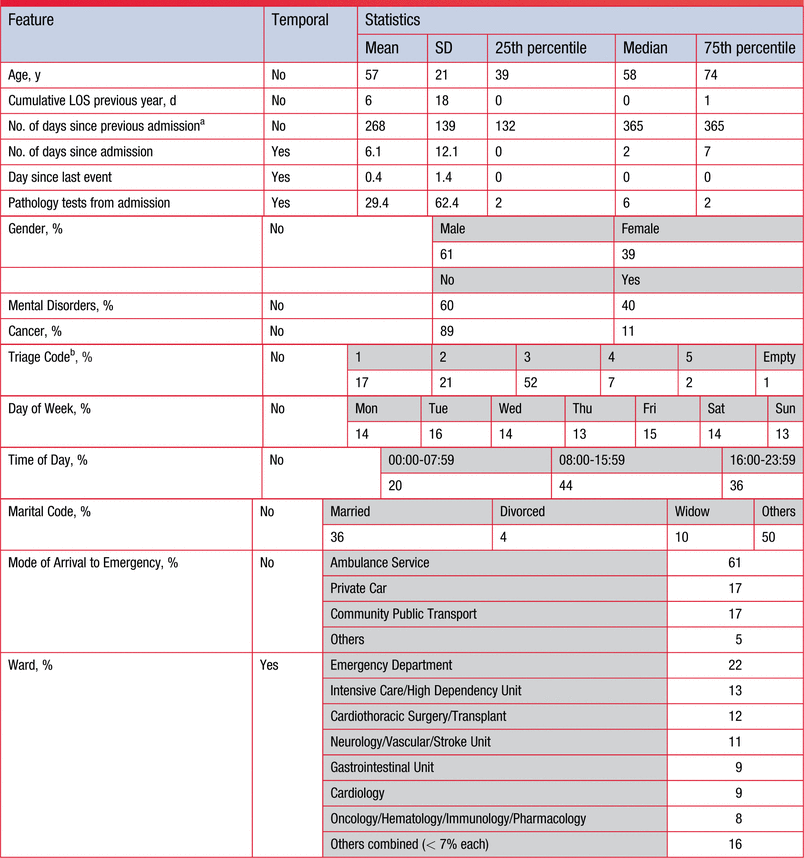 Feature Temporal Statistics
Mean SD 25th percentile Median 75th percentile
Age, y No 57 21 39 58 74
Cumulative LOS previous year, d No 6 18 0 0 1
No. of days since previous admissionᵃ No 268 139 132 365 365
No. of days since admission Yes 6.1 12.1 0 2 7
Day since last event Yes 0.4 1.4 0 0 0
Pathology tests from admission Yes 29.4 62.4 2 6 2
Gender, % No Male Female
61 39
No Yes
Mental Disorders, % No 60 40
Cancer, % No 89 11
Triage Codeᵇ, % No 1 2 3 4 5 Empty
17 21 52 7 2 1
Day of Week, % No Mon Tue Wed Thu Fri Sat Sun
14 16 14 13 15 14 13
Time of Day, % No 00:00-07:59 08:00-15:59 16:00-23:59
20 44 36
Marital Code, % No Married Divorced Widow Others
36 4 10 50
Mode of Arrival to Emergency, % No Ambulance Service 61
Private Car 17
Community Public Transport 17
Others 5
Ward, % Yes Emergency Department 22
Intensive Care/High Dependency Unit 13
Cardiothoracic Surgery/Transplant 12
Neurology/Vascular/Stroke Unit 11
Gastrointestinal Unit 9
Cardiology 9
Oncology/Hematology/Immunology/Pharmacology 8
Others combined (< 7% each) 16